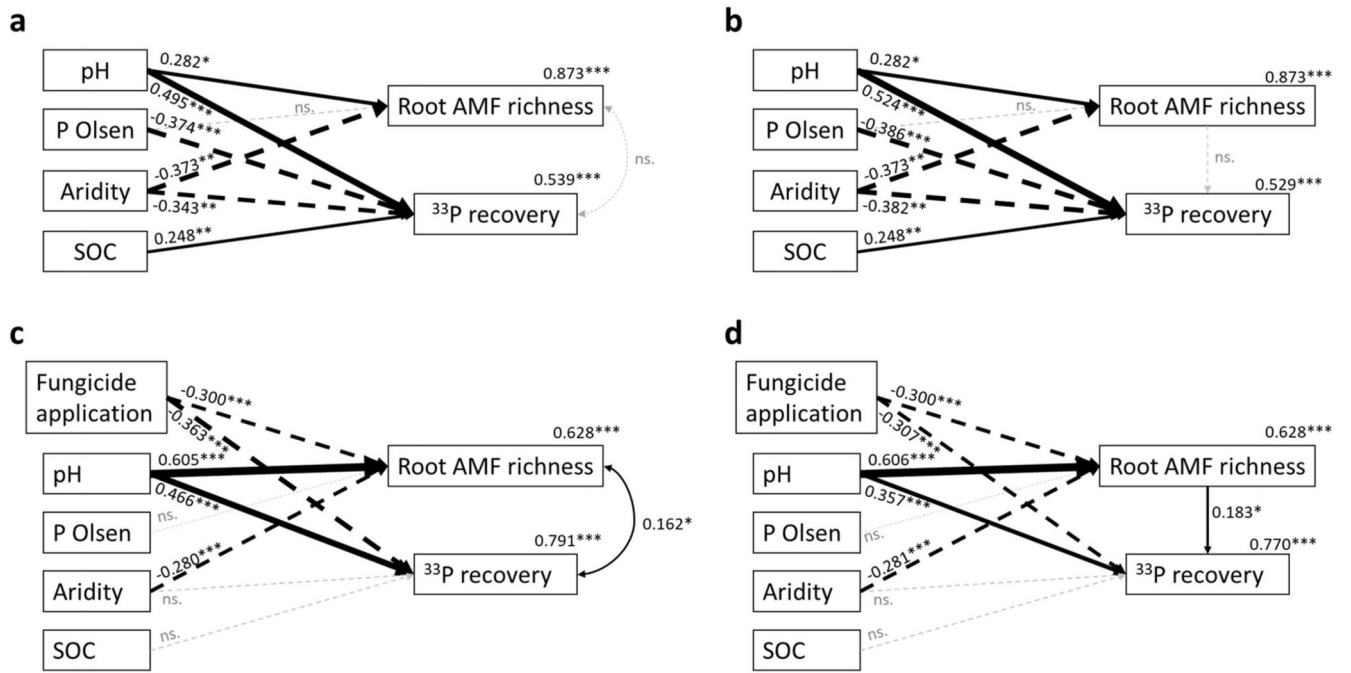 a
pH
P Olsen
Aridity
SOC
0.282*
0.495***
-0.374***
-0.373**
-0.343**
0.248**
ns.
0.873***
Root AMF richness
ns.
0.539***
³³P recovery
b
pH
P Olsen
Aridity
SOC
0.282*
0.524***
-0.386***
-0.373**
-0.382**
0.248**
ns.
0.873***
Root AMF richness
ns.
0.529***
³³P recovery
c
Fungicide
application
pH
P Olsen
Aridity
SOC
-0.300***
-0.363***
0.605***
0.466***
ns.
-0.280***
ns.
ns.
0.628***
Root AMF richness
0.162*
0.791***
³³P recovery
d
Fungicide
application
pH
P Olsen
Aridity
SOC
-0.300***
-0.307***
0.606***
0.357***
ns.
-0.281***
ns.
ns.
0.628***
Root AMF richness
0.183*
0.770***
³³P recovery